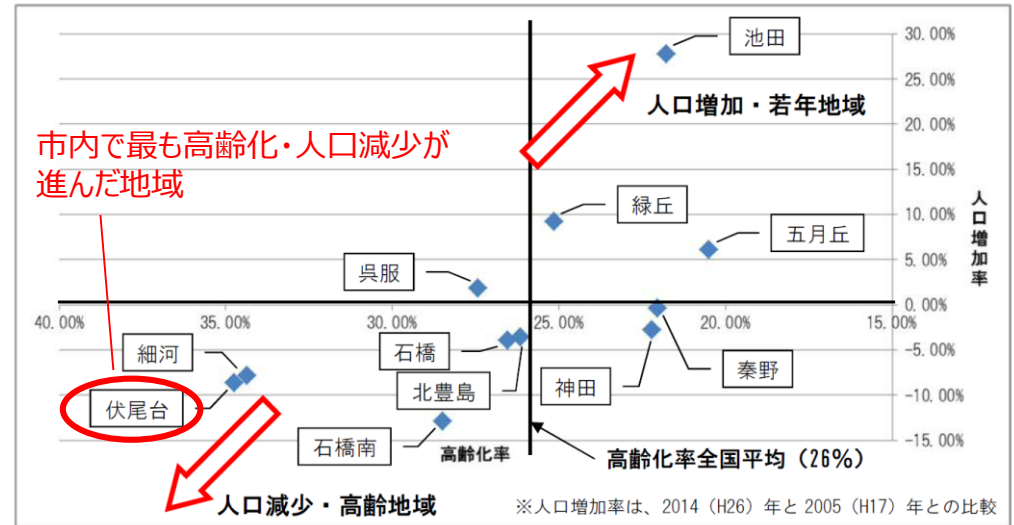 30.00%
池田
25.00%
人口増加・若年地域
20.00%
市内で最も高齢化・人口減少が
進んだ地域
15.00%
緑丘
10.00%
五月丘
5.00%
人口増加率
呉服
0.00%
40.00%
35.00%
30.00%
25.00%
20.00%
15.00%
細河
石橋
北豊島
神田
秦野
-5.00%
伏尾台
-10.00%
石橋南
-15.00%
高齢化率
高齢化率全国平均（26%）
人口減少・高齢地域
※人口増加率は、2014（H26）年と2005（H17）年との比較